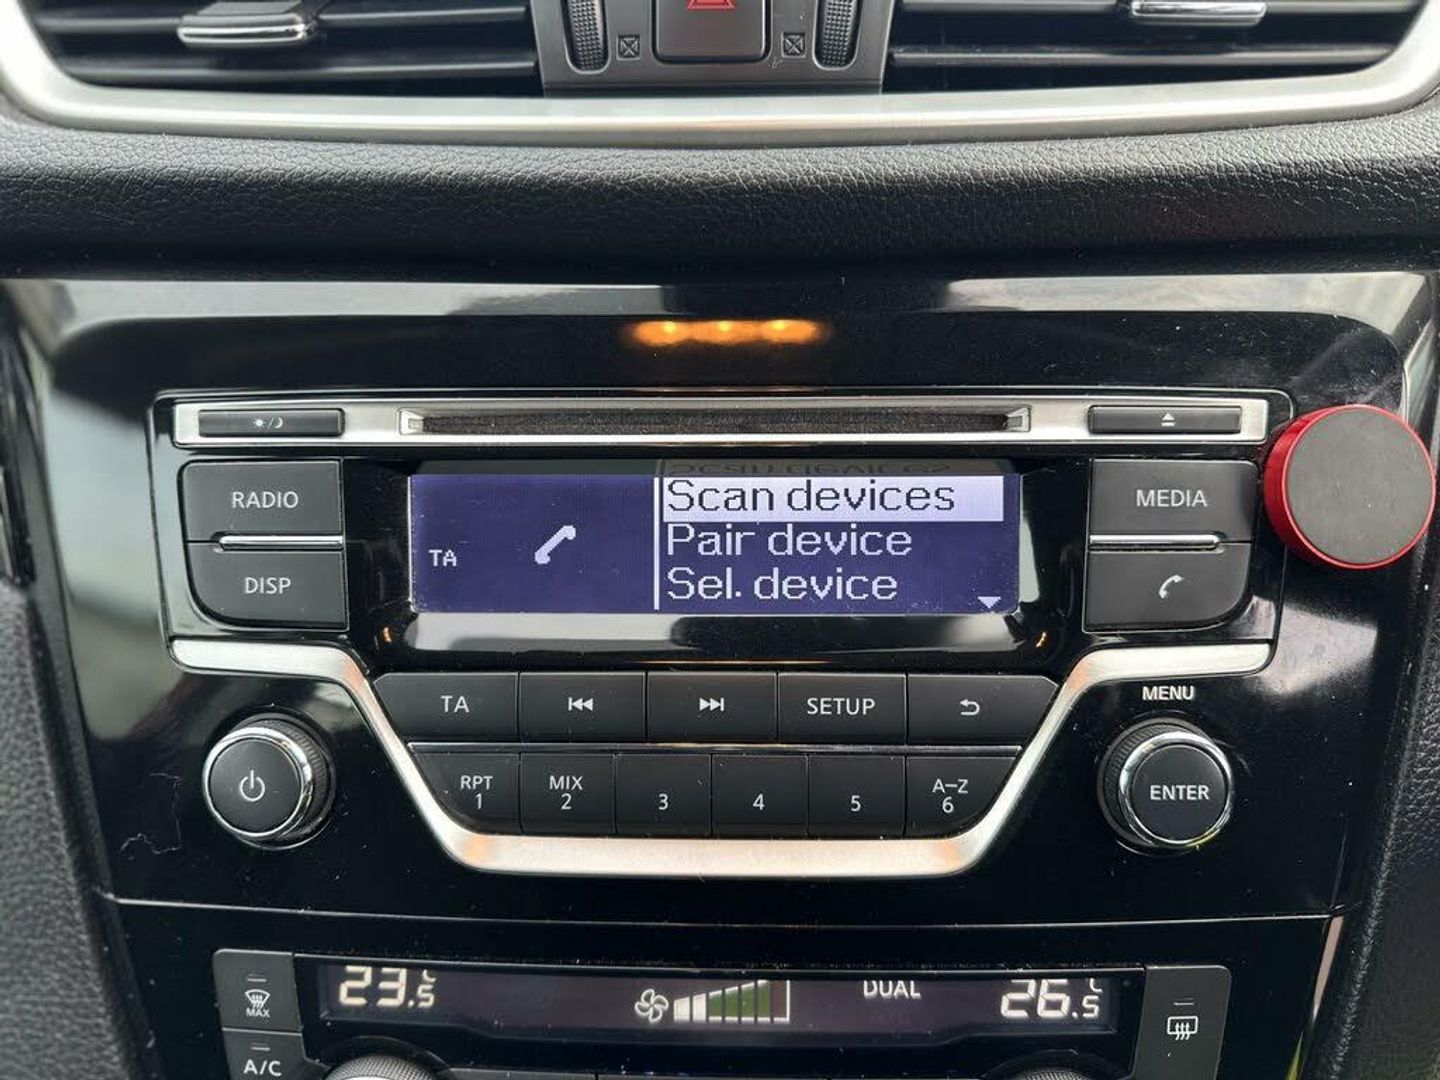 RADIO
DISP
TA
Scan devices
Pair device
Sel. device
MEDIA
TA
SETUP
MENU
RPT
1
MIX
2
3
4
5
A–Z
6
ENTER
23.5°C
DUAL
26.5°C
MAX
A/C